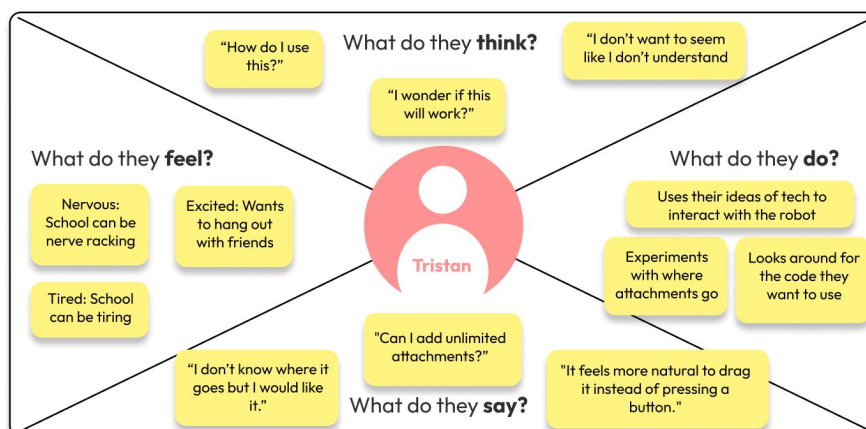 “How do I use
this?”
What do they think?
“I don’t want to seem
like I don’t understand
“I wonder if this
will work?”
What do they feel?
Nervous:
School can be
nerve racking
Excited: Wants
to hang out
with friends
Tired: School
can be tiring
Tristan
What do they do?
Uses their ideas of tech to
interact with the robot
Experiments
with where
attachments go
Looks around for
the code they
want to use
"Can I add unlimited
attachments?”
“I don’t know where it
goes but I would like
it.”
"It feels more natural to drag
it instead of pressing a
button."
What do they say?